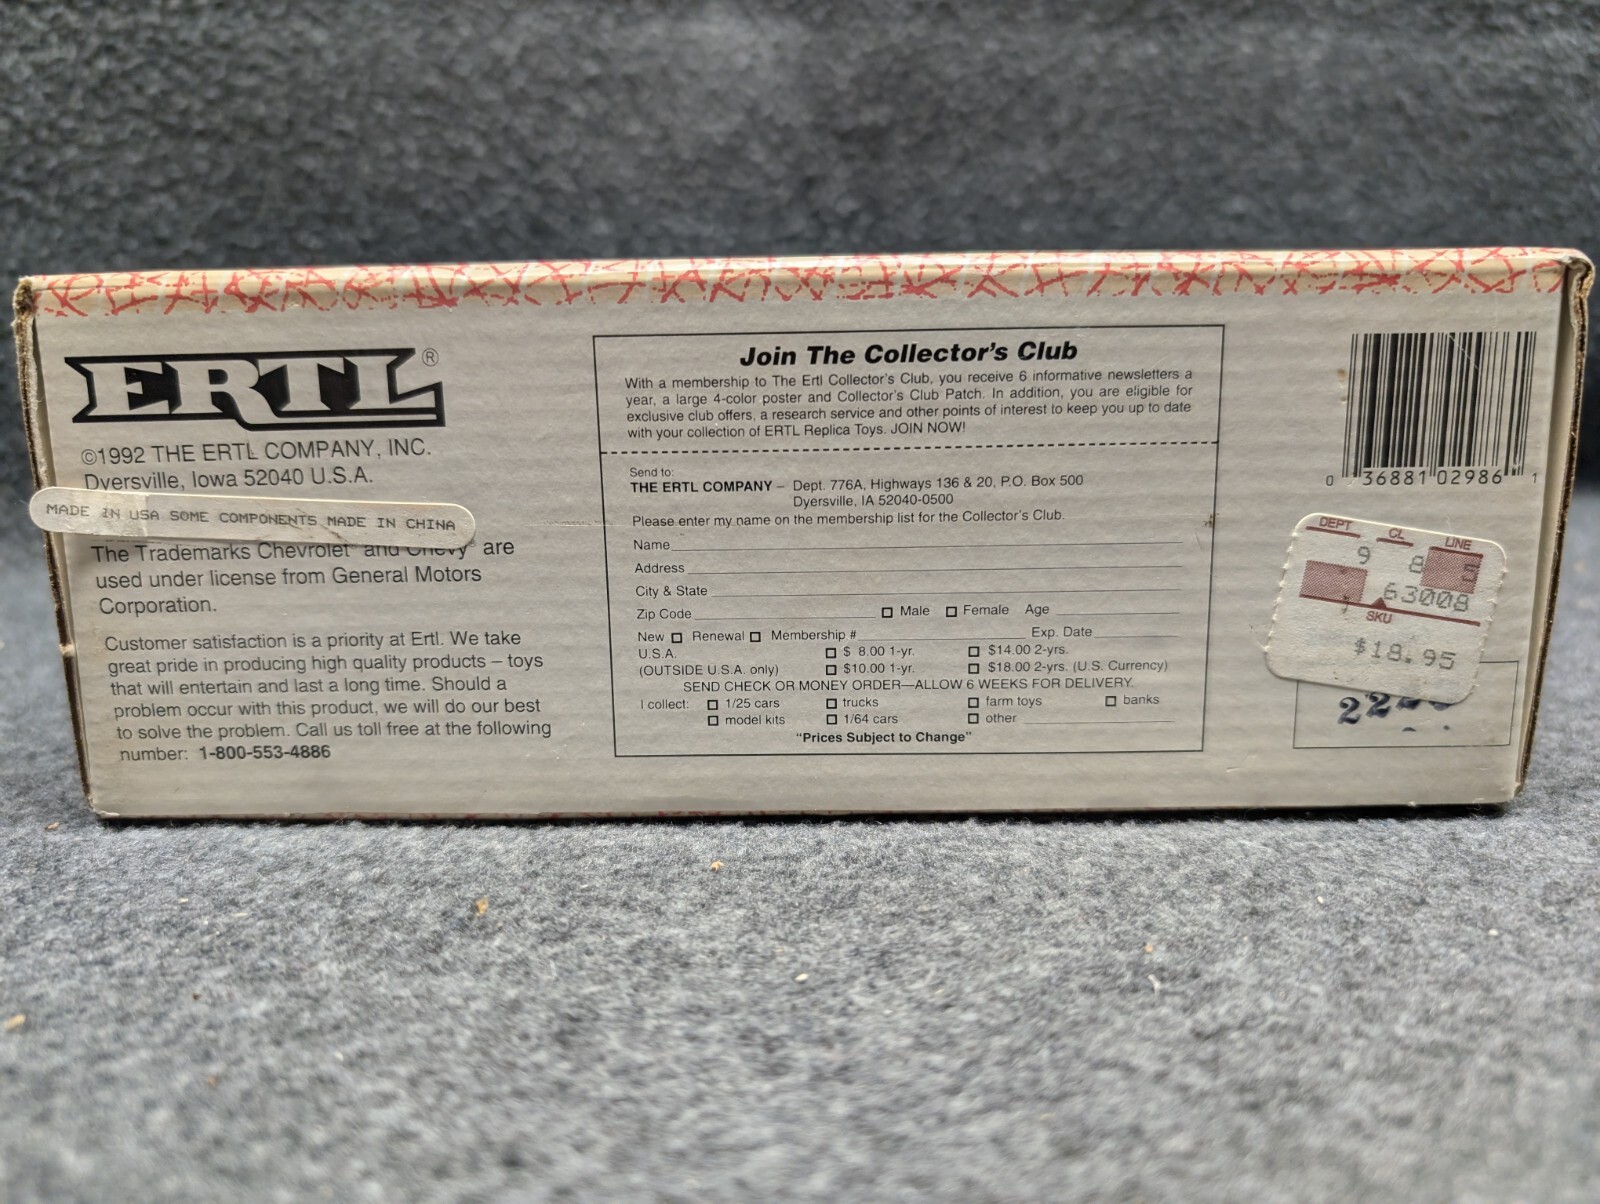 ERTL®
©1992 THE ERTL COMPANY, INC.
Dyersville, Iowa 52040 U.S.A.
MADE IN USA SOME COMPONENTS MADE IN CHINA
The Trademarks Chevrolet and Chevy are
used under license from General Motors
Corporation.
Customer satisfaction is a priority at Ertl. We take
great pride in producing high quality products – toys
that will entertain and last a long time. Should a
problem occur with this product, we will do our best
to solve the problem. Call us toll free at the following
number: 1-800-553-4886
Join The Collector's Club
With a membership to The Ertl Collector's Club, you receive 6 informative newsletters a
year, a large 4-color poster and Collector's Club Patch. In addition, you are eligible for
exclusive club offers, a research service and other points of interest to keep you up to date
with your collection of ERTL Replica Toys. JOIN NOW!
Send to:
THE ERTL COMPANY – Dept. 776A, Highways 136 & 20, P.O. Box 500
Dyersville, IA 52040-0500
Please enter my name on the membership list for the Collector's Club.
Name
Address
City & State
Zip Code □ Male □ Female Age
New □ Renewal □ Membership # Exp. Date
U.S.A. □ $ 8.00 1-yr. □ $14.00 2-yrs.
(OUTSIDE U.S.A. only) □ $10.00 1-yr. □ $18.00 2-yrs. (U.S. Currency)
SEND CHECK OR MONEY ORDER—ALLOW 6 WEEKS FOR DELIVERY.
I collect: □ 1/25 cars □ trucks □ farm toys □ banks
□ model kits □ 1/64 cars □ other
"Prices Subject to Change"
0 36881 02986 1
DEPT CL LINE
9 8 5
63008
SKU
$18.95